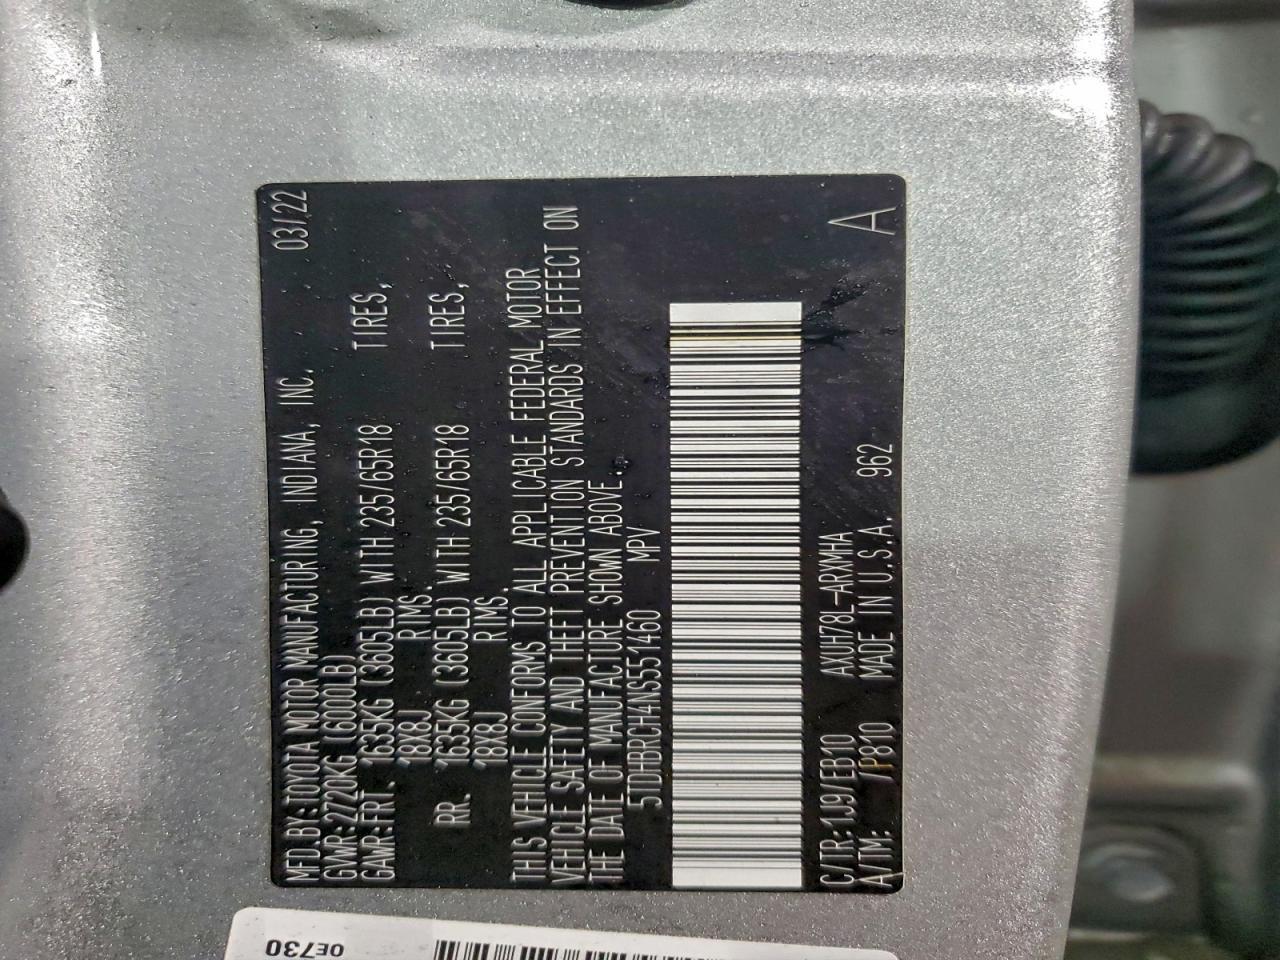 MFD.BY:TOYOTA MOTOR MANUFACTURING, INDIANA, INC. 03/22
GVWR:2720KG (6000LB)
GAWR:FRT. 1635KG (3605LB) WITH 235/65R18 TIRES,
18X8J RIMS.
RR. 1635KG (3605LB) WITH 235/65R18 TIRES,
18X8J RIMS.
THIS VEHICLE CONFORMS TO ALL APPLICABLE FEDERAL MOTOR
VEHICLE SAFETY AND THEFT PREVENTION STANDARDS IN EFFECT ON
THE DATE OF MANUFACTURE SHOWN ABOVE.
5TDHBRCH4NS551460 MPV
C/TR:1J9/EB10 AXUH78L-ARXMHA
A/TM: /P810 MADE IN U.S.A. 962 A
0E730